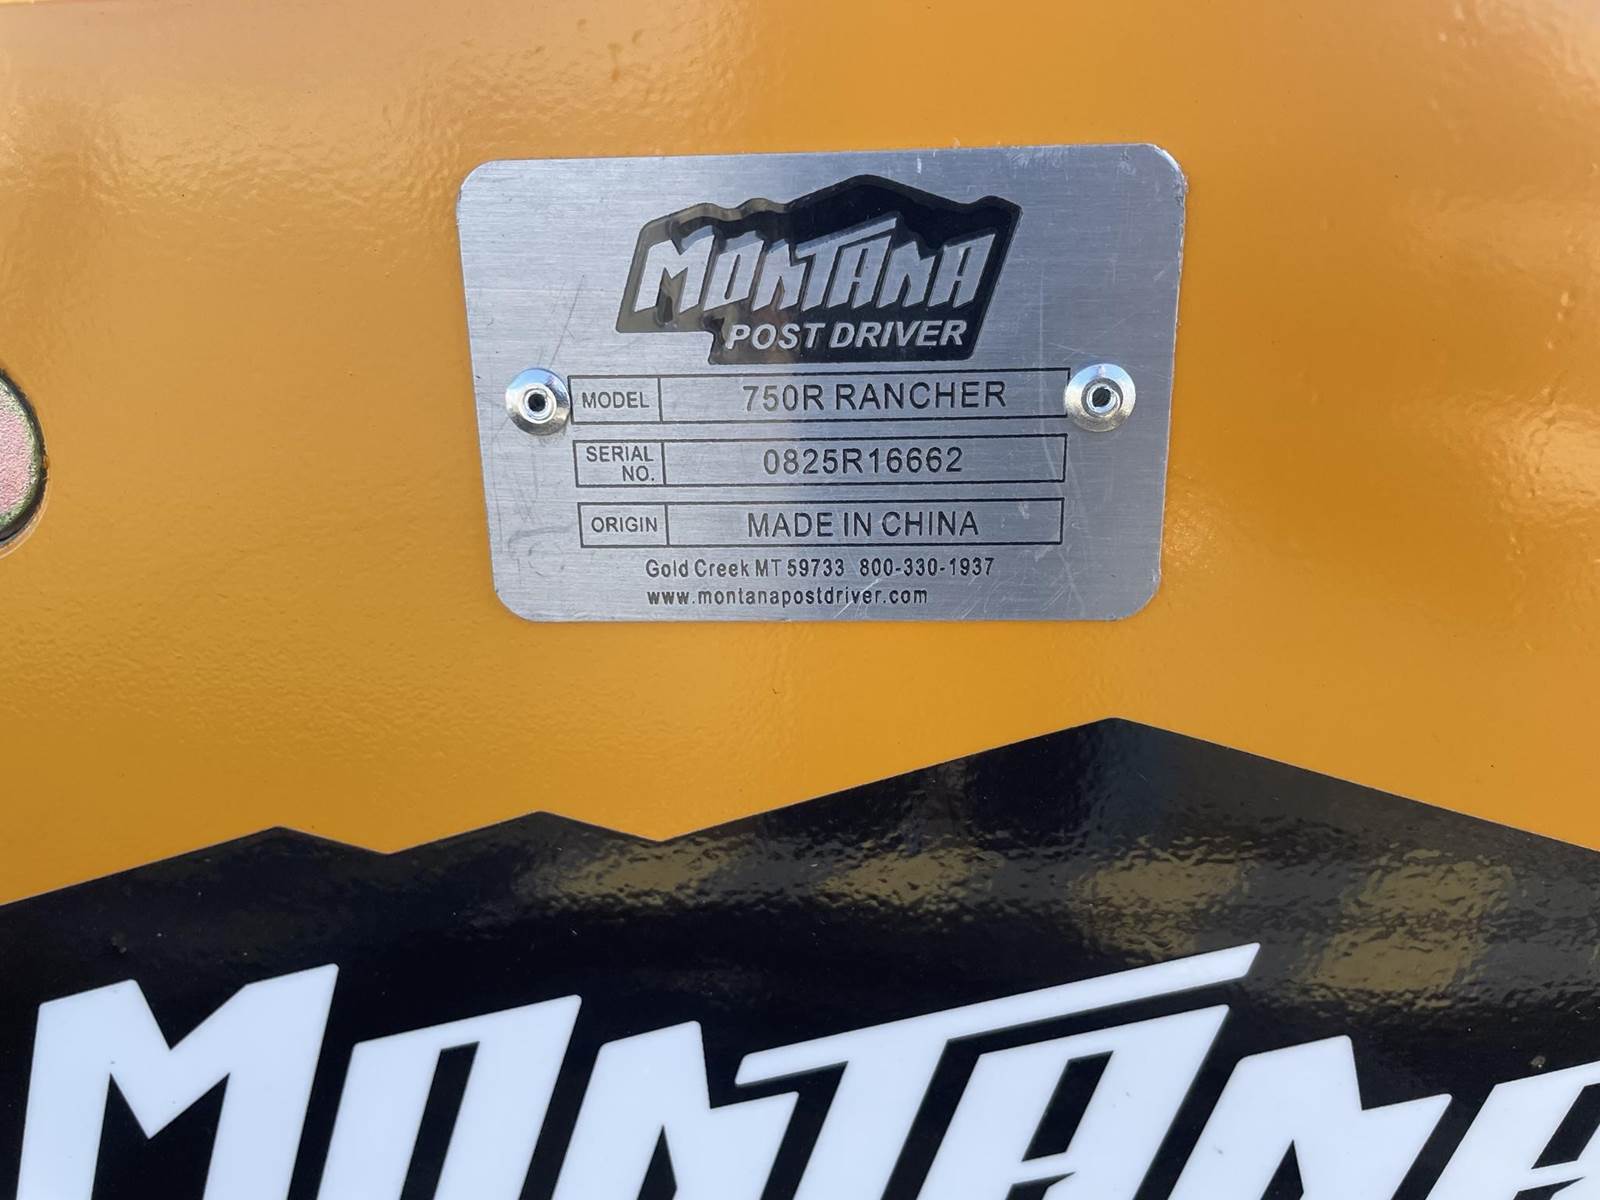 MONTANA
POST DRIVER
MODEL 750R RANCHER
SERIAL NO. 0825R16662
ORIGIN MADE IN CHINA
Gold Creek MT 59733 800-330-1937
www.montanapostdriver.com
MONTANA